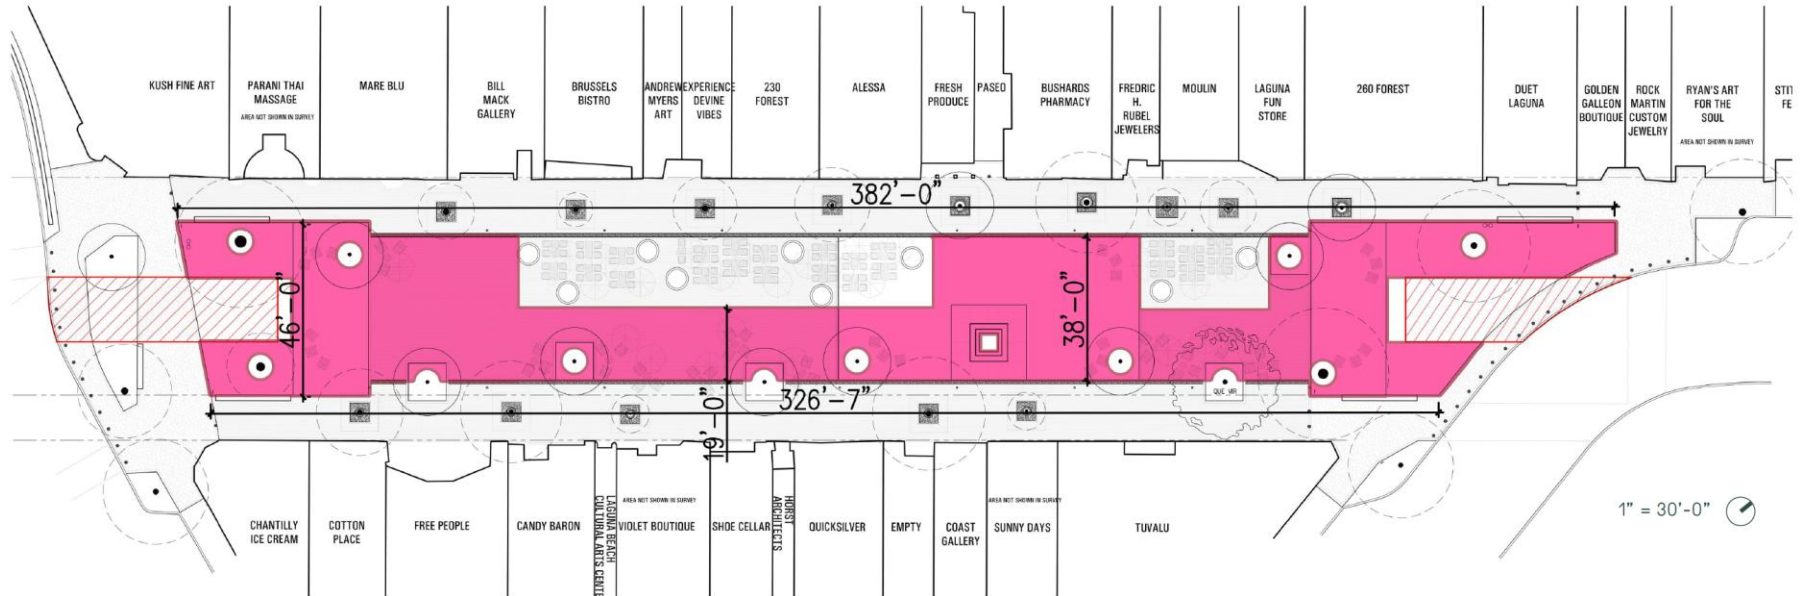 KUSH FINE ART
PARANI THAI
MASSAGE
AREA NOT SHOWN IN SURVEY
MARE BLU
BILL
MACK
GALLERY
BRUSSELS
BISTRO
ANDREW
MYERS
ART
EXPERIENCE
DEVINE
VIBES
230
FOREST
ALESSA
FRESH
PRODUCE
PASEO
BUSHARDS
PHARMACY
FREDRIC
H.
RUBEL
JEWELERS
MOULIN
LAGUNA
FUN
STORE
260 FOREST
DUET
LAGUNA
GOLDEN
GALLEON
BOUTIQUE
ROCK
MARTIN
CUSTOM
JEWELRY
RYAN'S ART
FOR THE
SOUL
AREA NOT SHOWN IN SURVEY
STIT
FE
382'-0"
46'-0"
38'-0"
19'-0"
326'-7"
CHANTILLY
ICE CREAM
COTTON
PLACE
FREE PEOPLE
CANDY BARON
LAGUNA BEACH
CULTURAL ARTS CENTE
AREA NOT SHOWN IN SURVEY
VIOLET BOUTIQUE
SHOE CELLAR
HORST
ARCHITECTS
QUICKSILVER
EMPTY
COAST
GALLERY
AREA NOT SHOWN IN SURVEY
SUNNY DAYS
TUVALU
1" = 30'-0"